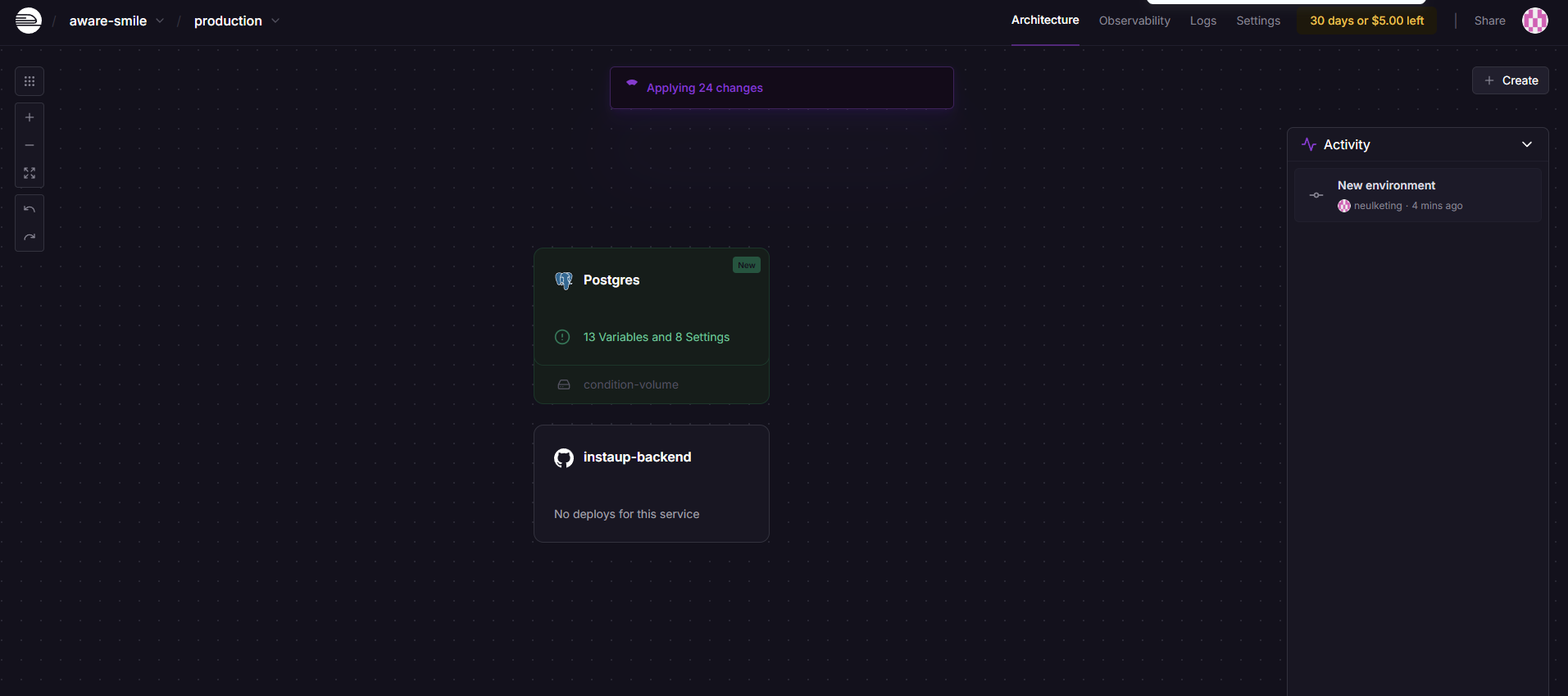 / aware-smile / production
Architecture Observability Logs Settings 30 days or $5.00 left Share
Applying 24 changes
+ Create
Activity
New environment
neulketing · 4 mins ago
New
Postgres
13 Variables and 8 Settings
condition-volume
instaup-backend
No deploys for this service